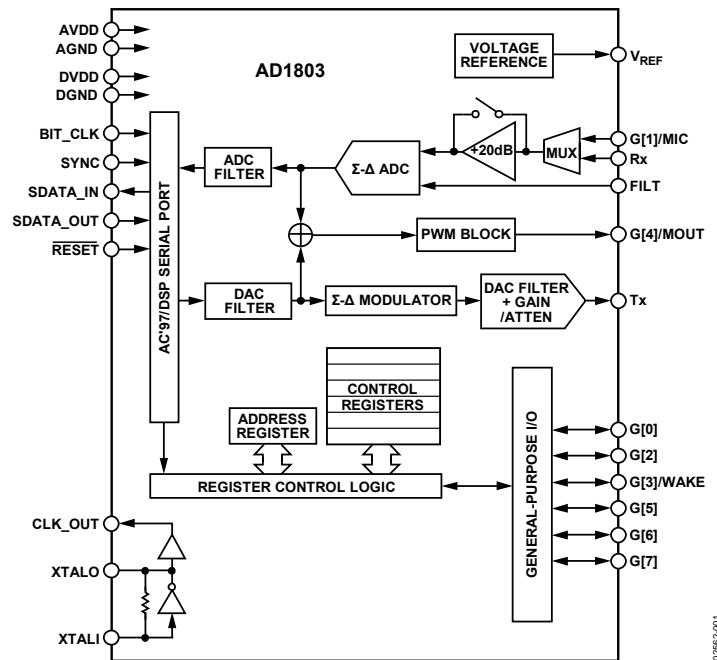 AVDD
AGND
DVDD
DGND
BIT_CLK
SYNC
SDATA_IN
SDATA_OUT
RESET
CLK_OUT
XTALO
XTALI
AD1803
AC'97/DSP SERIAL PORT
VOLTAGE
REFERENCE
ADC
FILTER
Σ-Δ ADC
+20dB
MUX
PWM BLOCK
DAC
FILTER
Σ-Δ MODULATOR
DAC FILTER
+ GAIN
/ATTEN
CONTROL
REGISTERS
ADDRESS
REGISTER
REGISTER CONTROL LOGIC
GENERAL-PURPOSE I/O
VREF
G[1]/MIC
Rx
FILT
G[4]/MOUT
Tx
G[0]
G[2]
G[3]/WAKE
G[5]
G[6]
G[7]